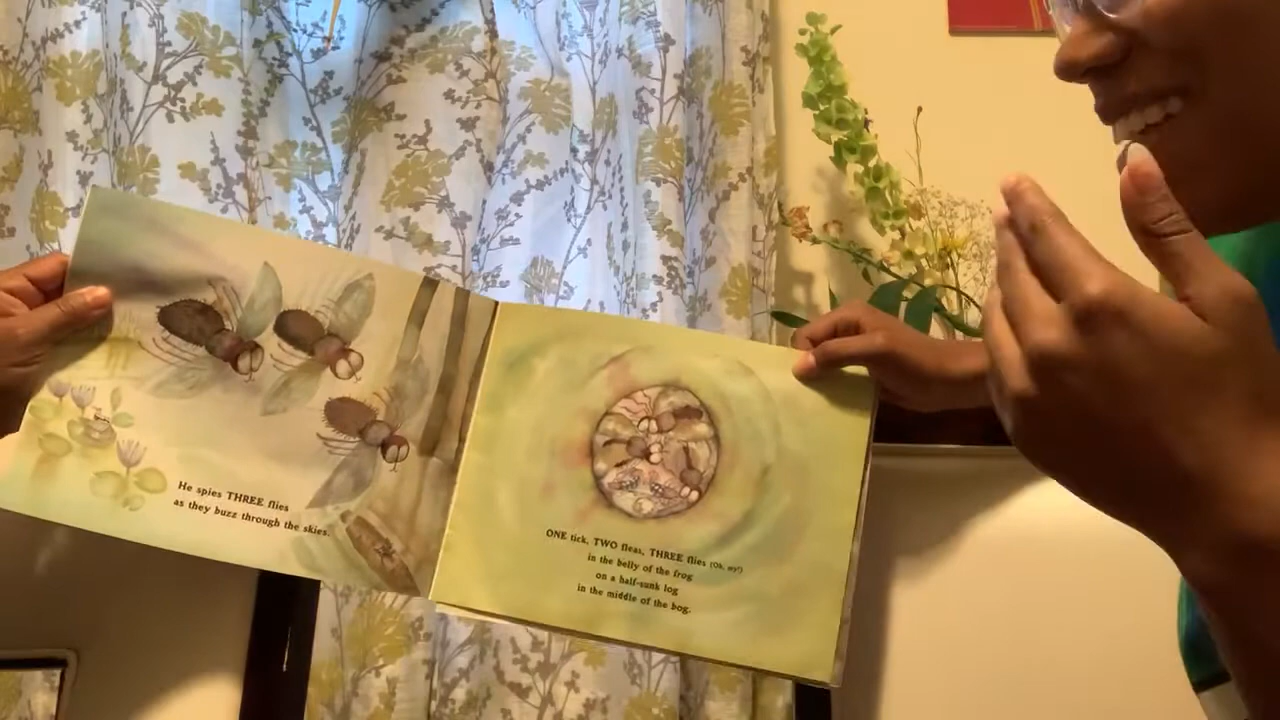 He spies THREE flies
as they buzz through the skies.
ONE tick, TWO fleas, THREE flies (Oh, my!)
in the belly of the frog
on a half-sunk log
in the middle of the bog.